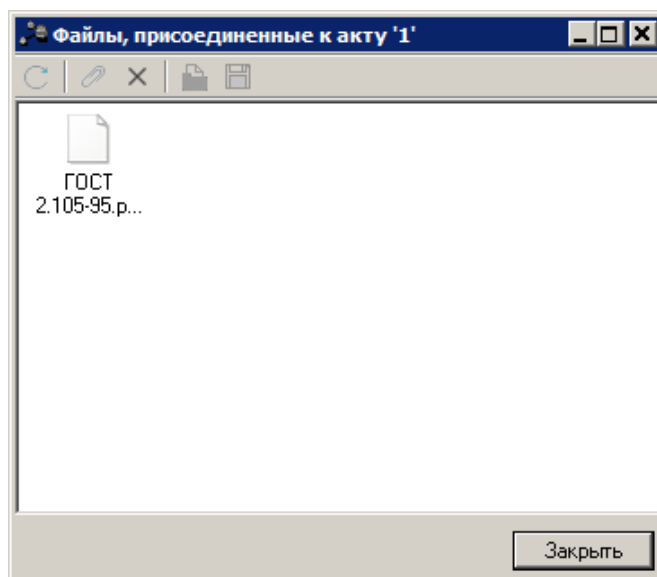 Файлы, присоединенные к акту '1'
ГОСТ
2.105-95.p...
Закрыть